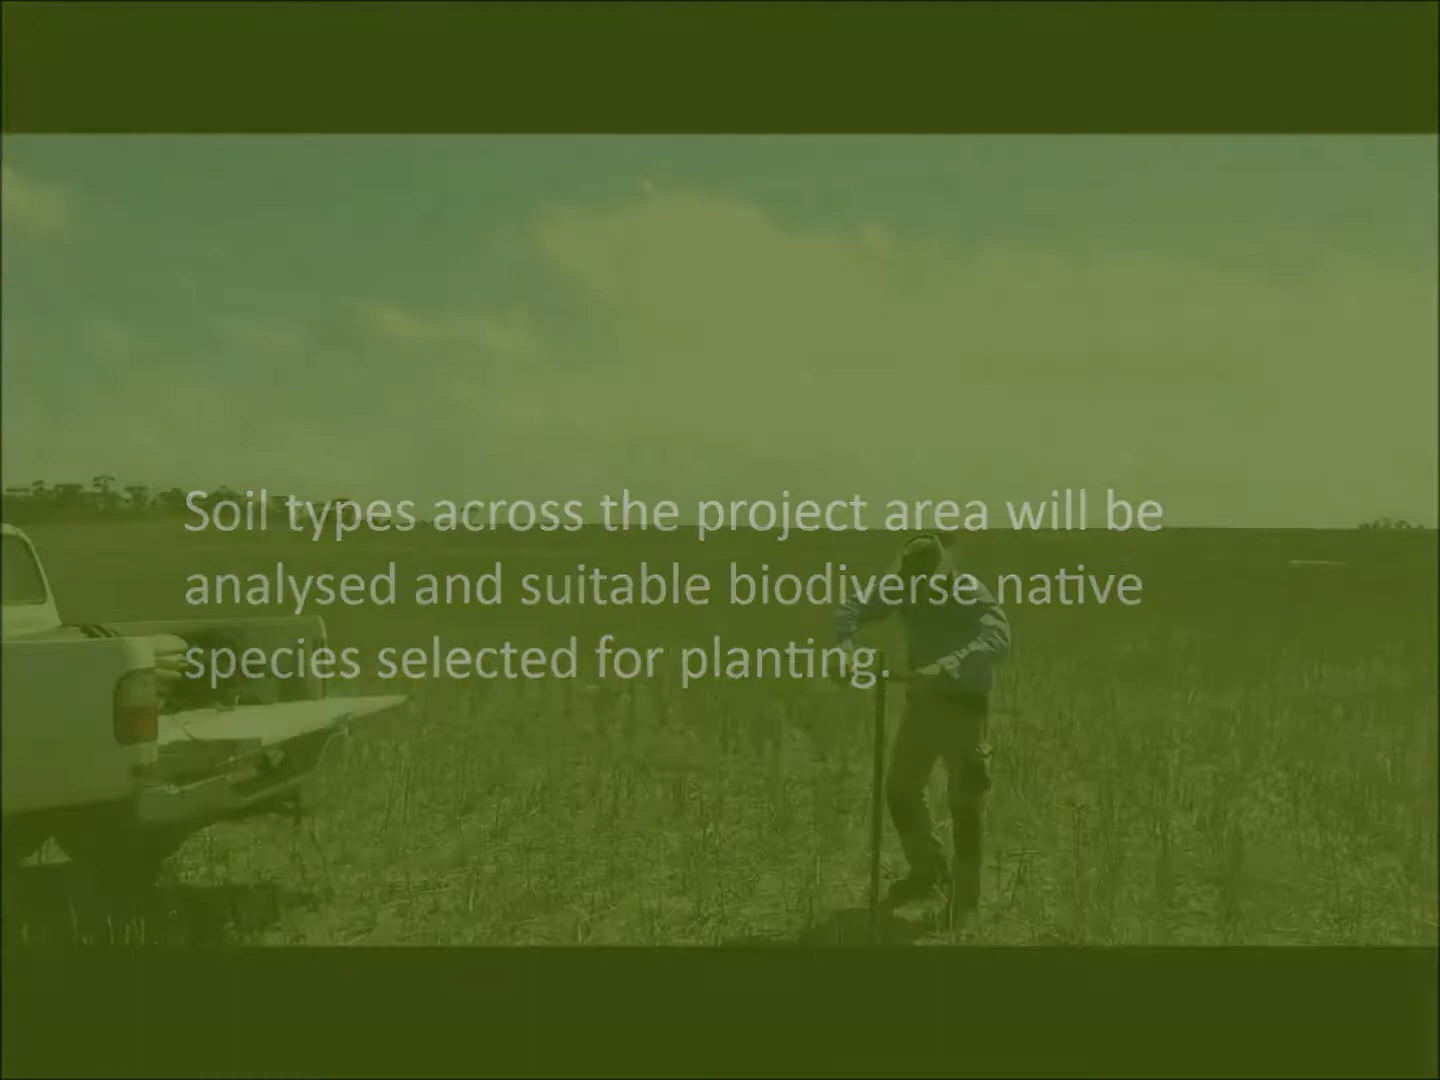 Soil types across the project area will be
analysed and suitable biodiverse native
species selected for planting.